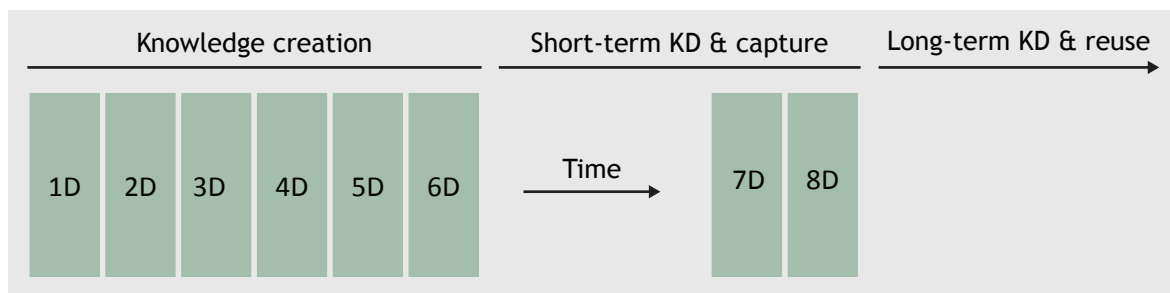 Knowledge creation
Short-term KD & capture
Long-term KD & reuse
1D
2D
3D
4D
5D
6D
Time
7D
8D